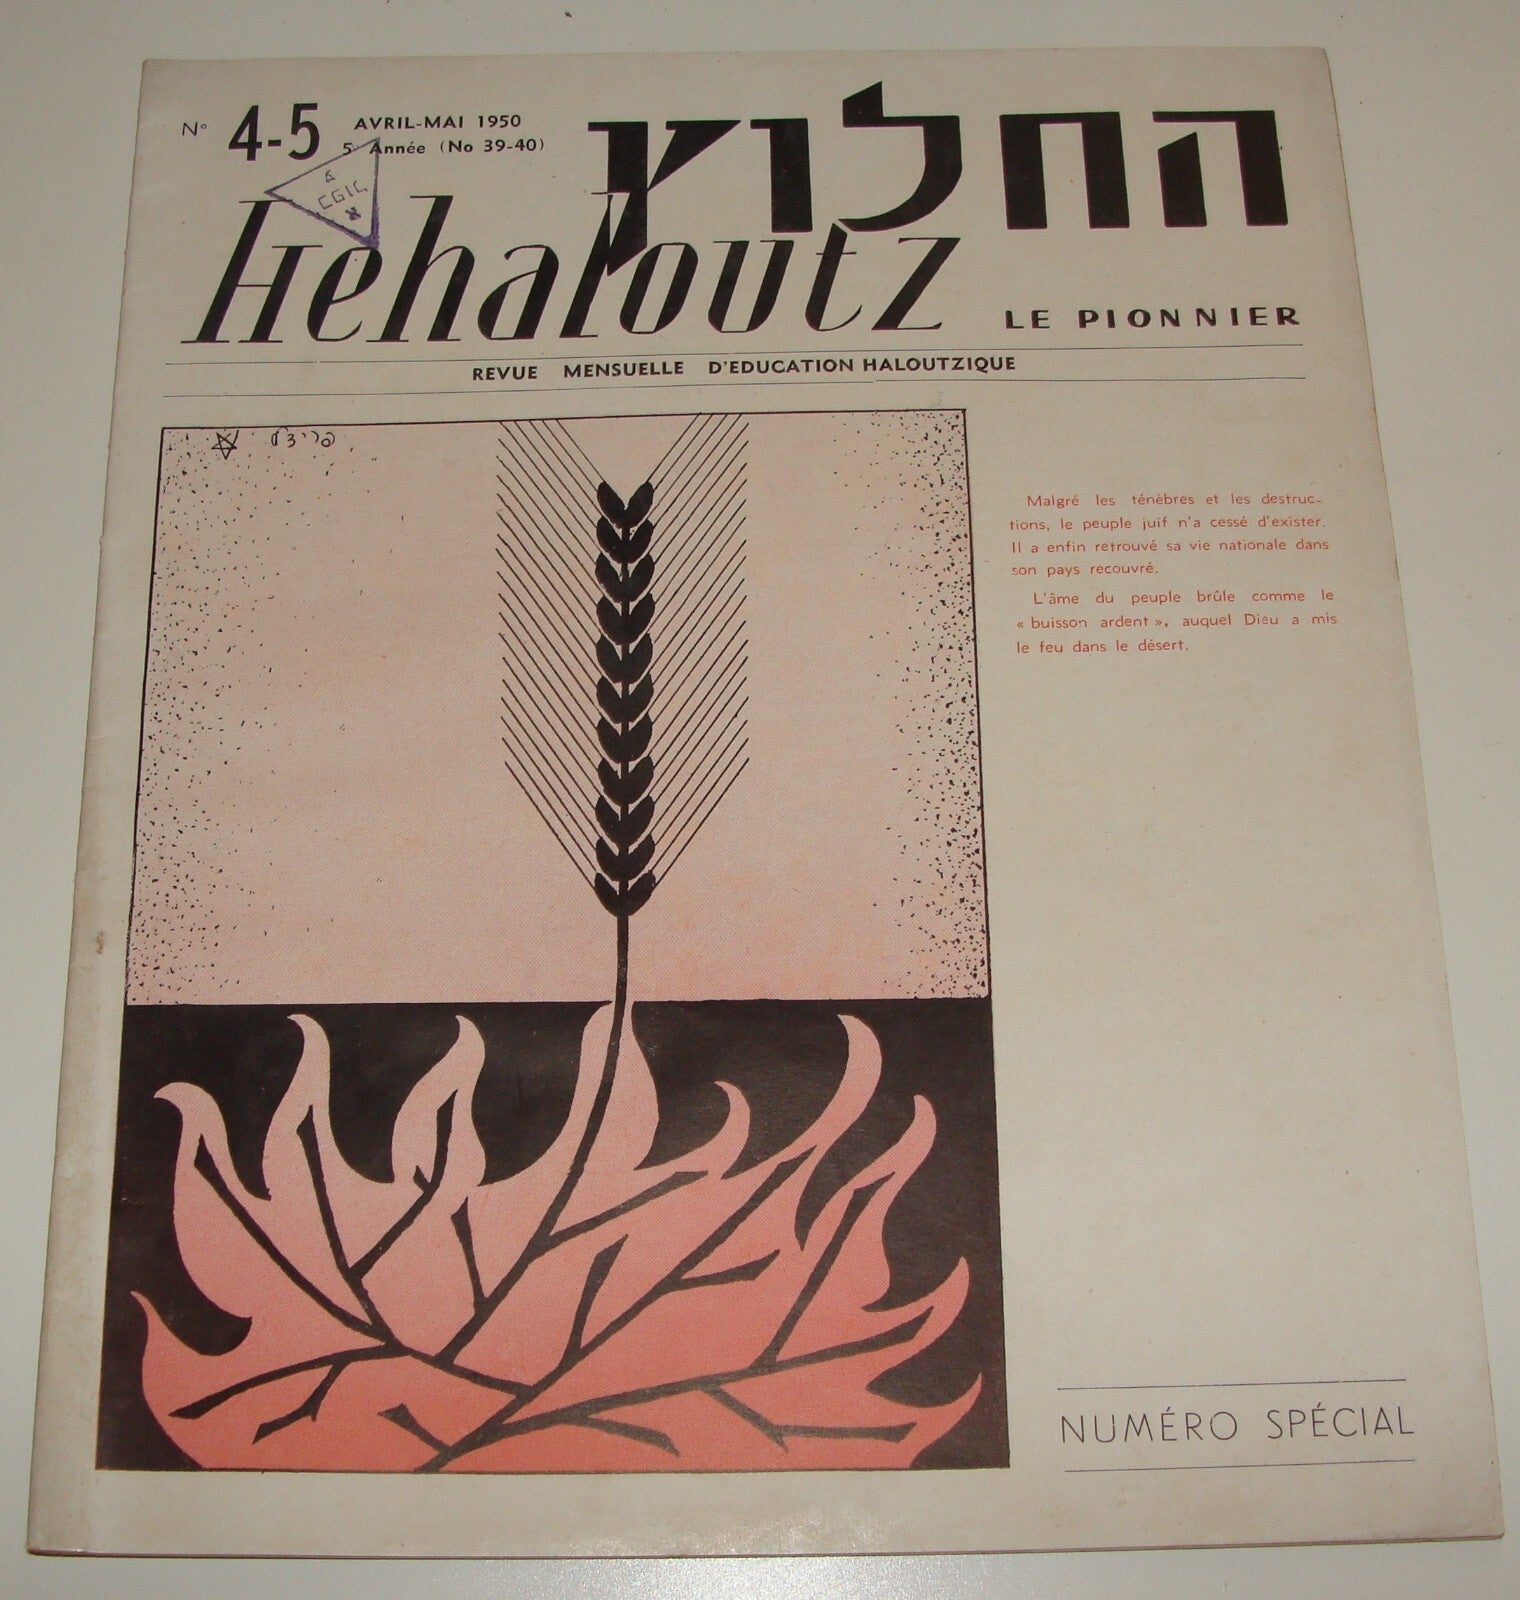 N° 4-5 AVRIL-MAI 1950
5e Année (No 39-40)
החלוץ
Hehaloutz
LE PIONNIER
REVUE MENSUELLE D'EDUCATION HALOUTZIQUE
Malgré les ténèbres et les destruc-
tions, le peuple juif n'a cessé d'exister.
Il a enfin retrouvé sa vie nationale dans
son pays recouvré.
L'âme du peuple brûle comme le
« buisson ardent », auquel Dieu a mis
le feu dans le désert.
NUMÉRO SPÉCIAL